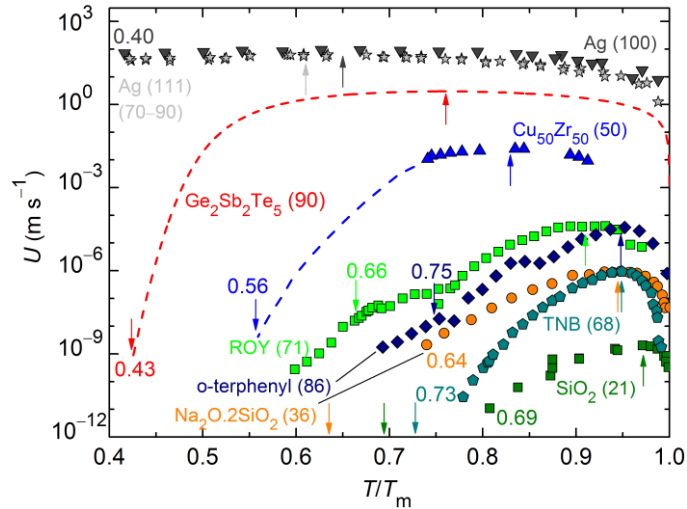 10³
10⁰
10⁻³
10⁻⁶
10⁻⁹
10⁻¹²
U (m s⁻¹)
0.40
Ag (100)
Ag (111)
(70–90)
Cu₅₀Zr₅₀ (50)
Ge₂Sb₂Te₅ (90)
0.56
0.66
0.75
0.43
ROY (71)
o-terphenyl (86)
Na₂O.2SiO₂ (36)
0.64
0.73
TNB (68)
SiO₂ (21)
0.69
0.4 0.5 0.6 0.7 0.8 0.9 1.0
T/Tₘ